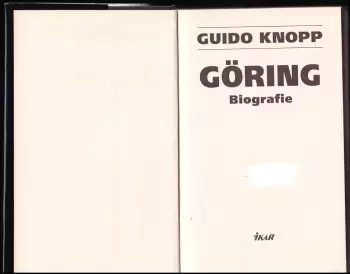 GUIDO KNOPP
GÖRING
Biografie
IKAR